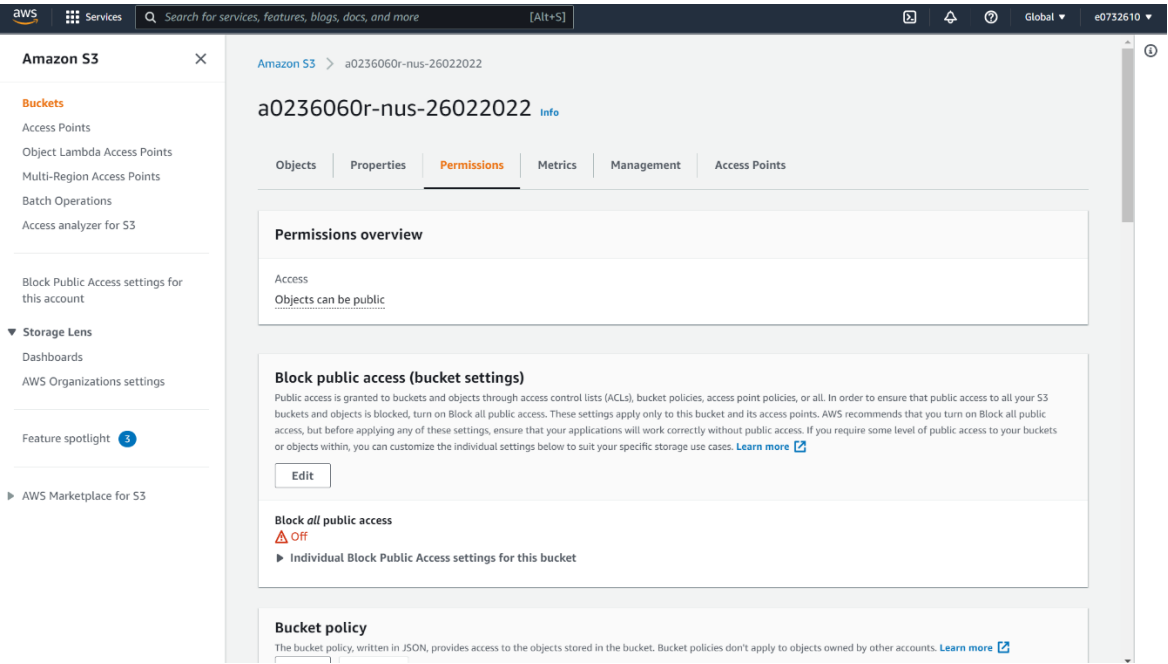 aws
Services
Search for services, features, blogs, docs, and more
[Alt+S]
Global ▼
e0732610 ▼
Amazon S3
Buckets
Access Points
Object Lambda Access Points
Multi-Region Access Points
Batch Operations
Access analyzer for S3
Block Public Access settings for
this account
▼ Storage Lens
Dashboards
AWS Organizations settings
Feature spotlight 3
▶ AWS Marketplace for S3
Amazon S3 > a0236060r-nus-26022022
a0236060r-nus-26022022 Info
Objects
Properties
Permissions
Metrics
Management
Access Points
Permissions overview
Access
Objects can be public
Block public access (bucket settings)
Public access is granted to buckets and objects through access control lists (ACLs), bucket policies, access point policies, or all. In order to ensure that public access to all your S3
buckets and objects is blocked, turn on Block all public access. These settings apply only to this bucket and its access points. AWS recommends that you turn on Block all public
access, but before applying any of these settings, ensure that your applications will work correctly without public access. If you require some level of public access to your buckets
or objects within, you can customize the individual settings below to suit your specific storage use cases. Learn more
Edit
Block all public access
Off
▶ Individual Block Public Access settings for this bucket
Bucket policy
The bucket policy, written in JSON, provides access to the objects stored in the bucket. Bucket policies don't apply to objects owned by other accounts. Learn more